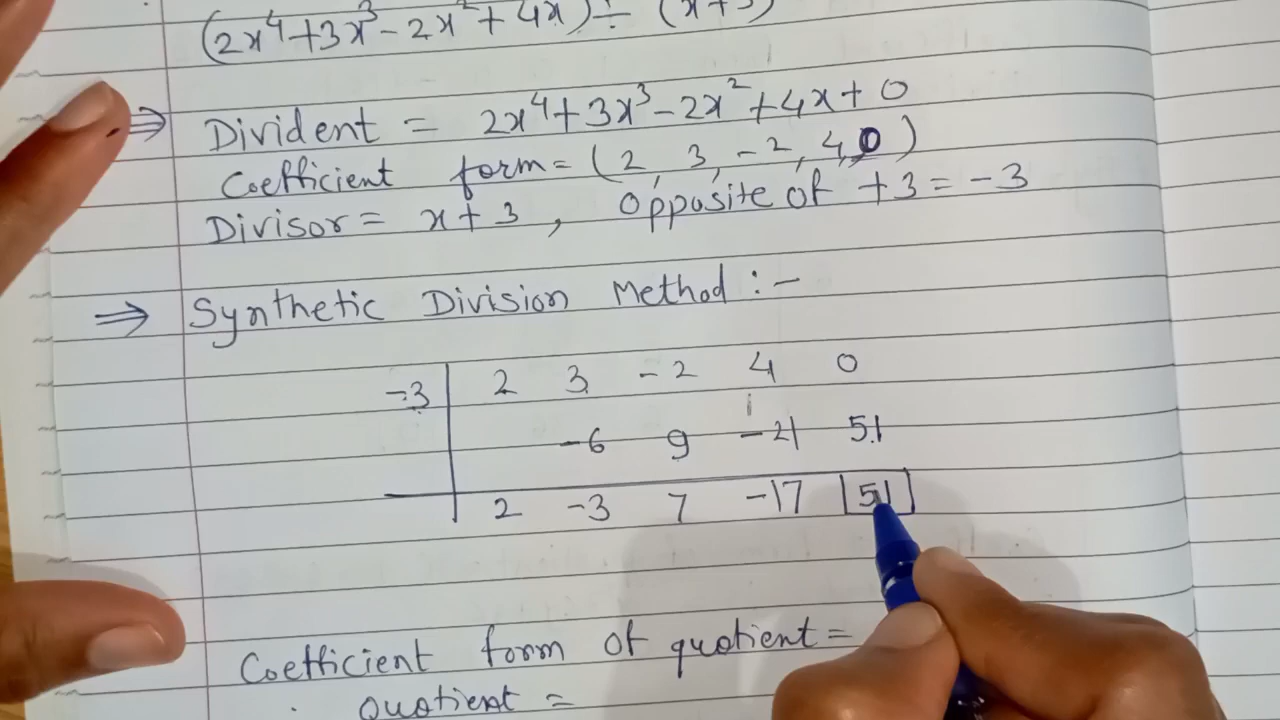 (2x⁴+3x³-2x²+4x)÷(x+3)
⇒ Divident = 2x⁴+3x³-2x²+4x+0
Coefficient form = (2, 3, -2, 4, 0)
Divisor = x+3, Opposite of +3 = -3
⇒ Synthetic Division Method :-
-3 | 2 3 -2 4 0
-6 9 -21 51
2 -3 7 -17 51
Coefficient form of quotient =
Quotient =